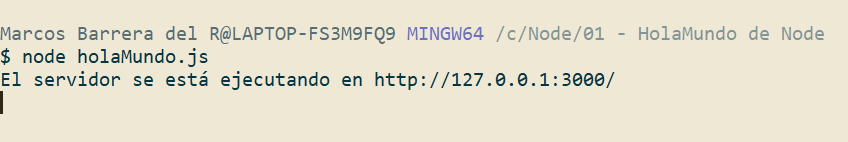 Marcos Barrera del R@LAPTOP-FS3M9FQ9 MINGW64 /c/Node/01 - HolaMundo de Node
$ node holaMundo.js
El servidor se está ejecutando en http://127.0.0.1:3000/